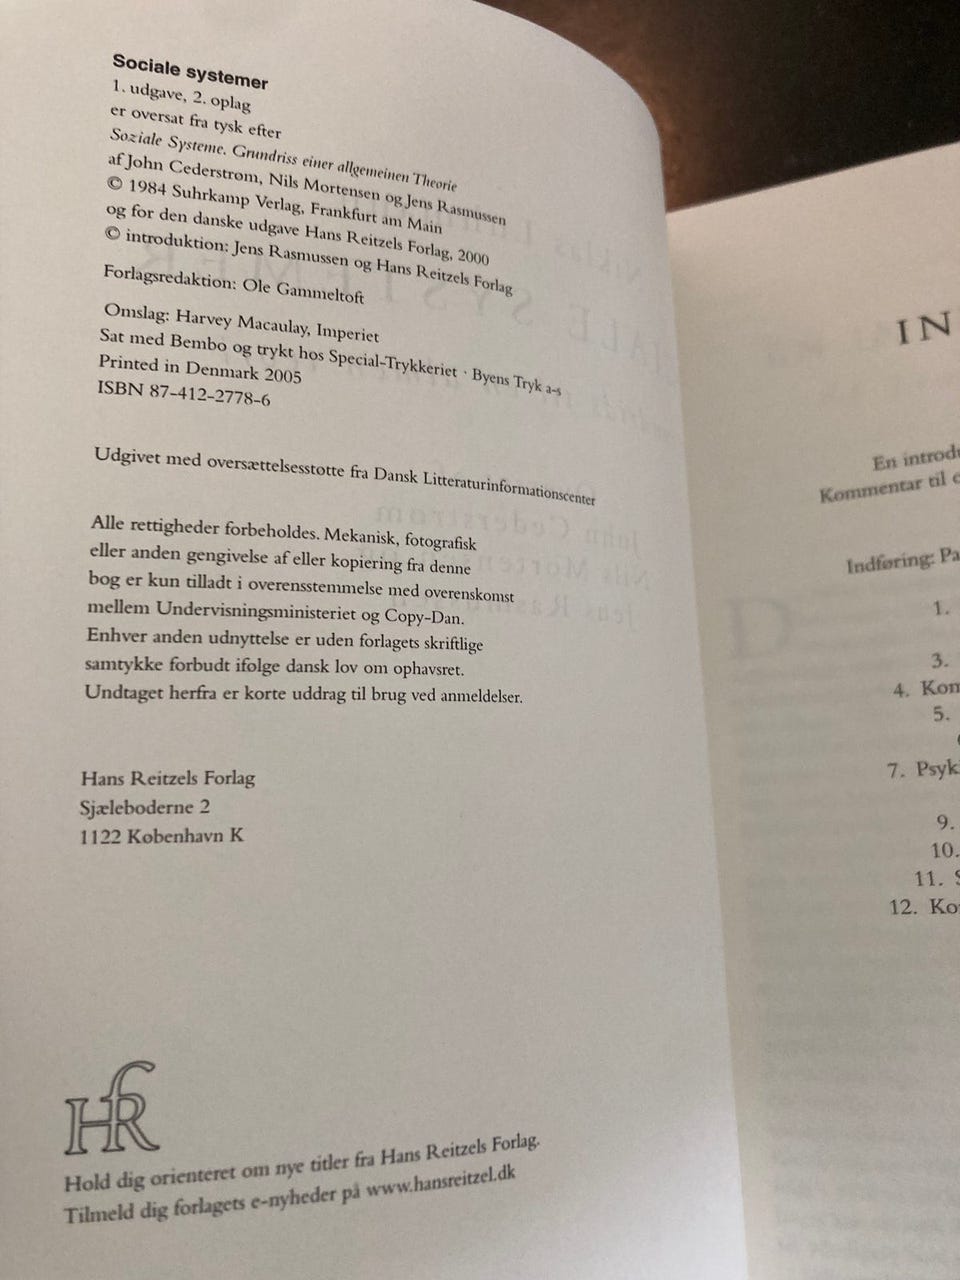 Sociale systemer
1. udgave, 2. oplag
er oversat fra tysk efter
Soziale Systeme. Grundriss einer allgemeinen Theorie
af John Cederstrøm, Nils Mortensen og Jens Rasmussen
© 1984 Suhrkamp Verlag, Frankfurt am Main
og for den danske udgave Hans Reitzels Forlag, 2000
© introduktion: Jens Rasmussen og Hans Reitzels Forlag
Forlagsredaktion: Ole Gammeltoft
Omslag: Harvey Macaulay, Imperiet
Sat med Bembo og trykt hos Special-Trykkeriet · Byens Tryk a-s
Printed in Denmark 2005
ISBN 87-412-2778-6
Udgivet med oversættelsesstøtte fra Dansk Litteraturinformationscenter
Alle rettigheder forbeholdes. Mekanisk, fotografisk
eller anden gengivelse af eller kopiering fra denne
bog er kun tilladt i overensstemmelse med overenskomst
mellem Undervisningsministeriet og Copy-Dan.
Enhver anden udnyttelse er uden forlagets skriftlige
samtykke forbudt ifølge dansk lov om ophavsret.
Undtaget herfra er korte uddrag til brug ved anmeldelser.
Hans Reitzels Forlag
Sjæleboderne 2
1122 København K
HR
Hold dig orienteret om nye titler fra Hans Reitzels Forlag.
Tilmeld dig forlagets e-nyheder på www.hansreitzel.dk
IN
En introdu
Kommentar til
Indføring: Pa
1.
3.
4. Kom
5.
7. Psyk
9.
10.
11. S
12. Ko